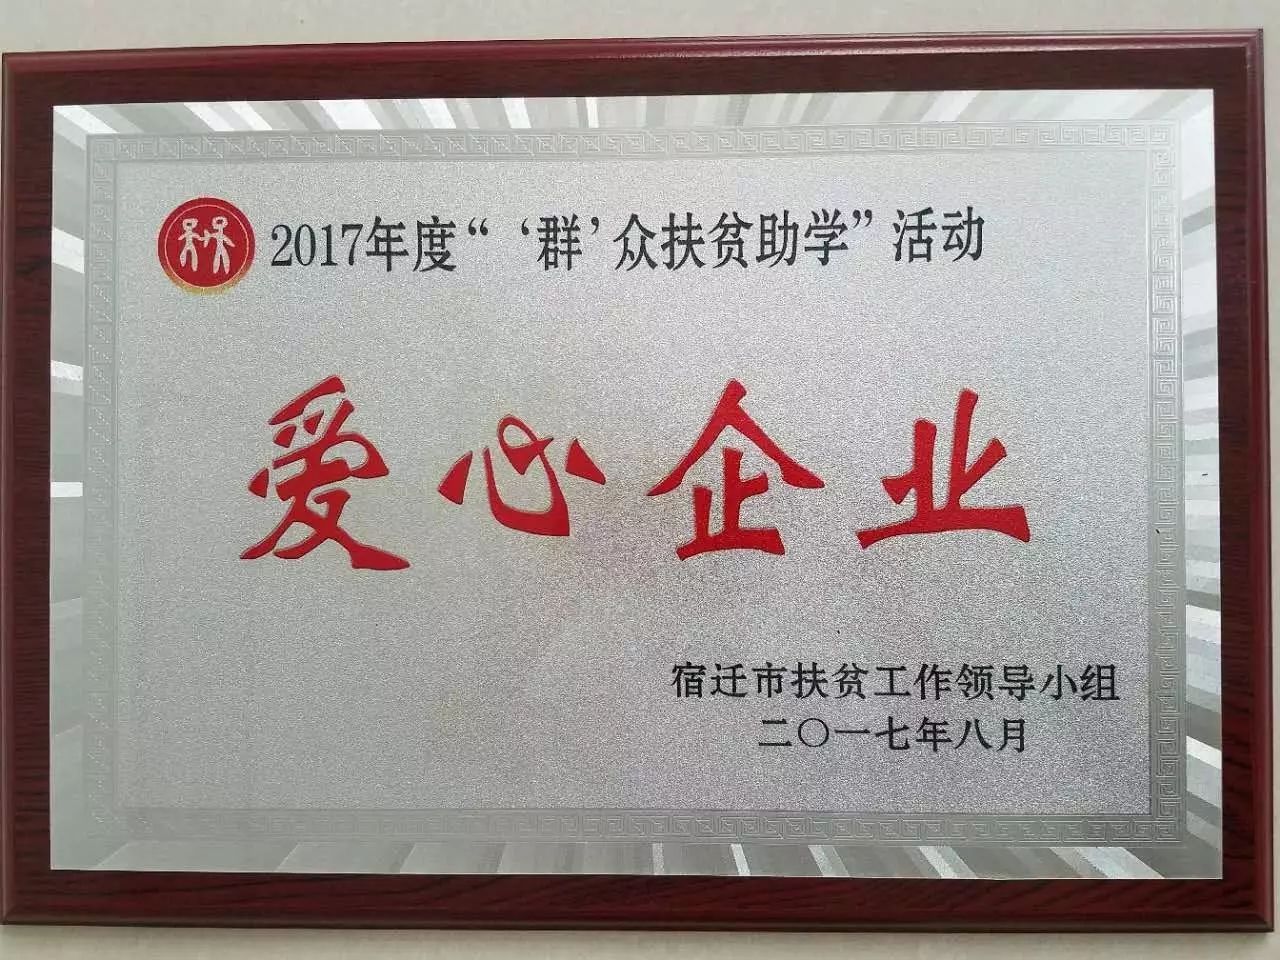 2017年度“‘群’众扶贫助学”活动
爱心企业
宿迁市扶贫工作领导小组
二〇一七年八月